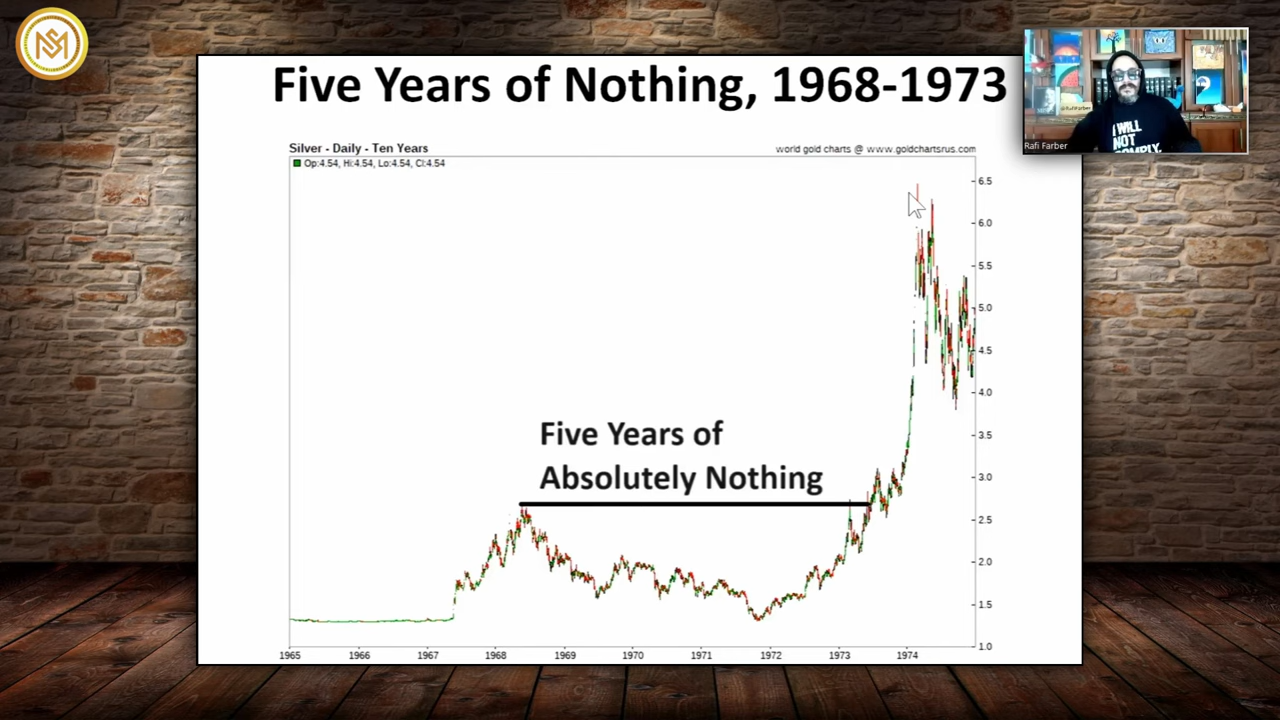 MS
Five Years of Nothing, 1968-1973
Silver - Daily - Ten Years
world gold charts @ www.goldchartsrus.com
Op:4.54, Hi:4.54, Lo:4.54, Cl:4.54
6.5
6.0
5.5
5.0
4.5
4.0
3.5
3.0
2.5
2.0
1.5
1.0
Five Years of
Absolutely Nothing
1965 1966 1967 1968 1969 1970 1971 1972 1973 1974
@RafiFarber
I WILL
NOT
COMPLY.
Rafi Farber